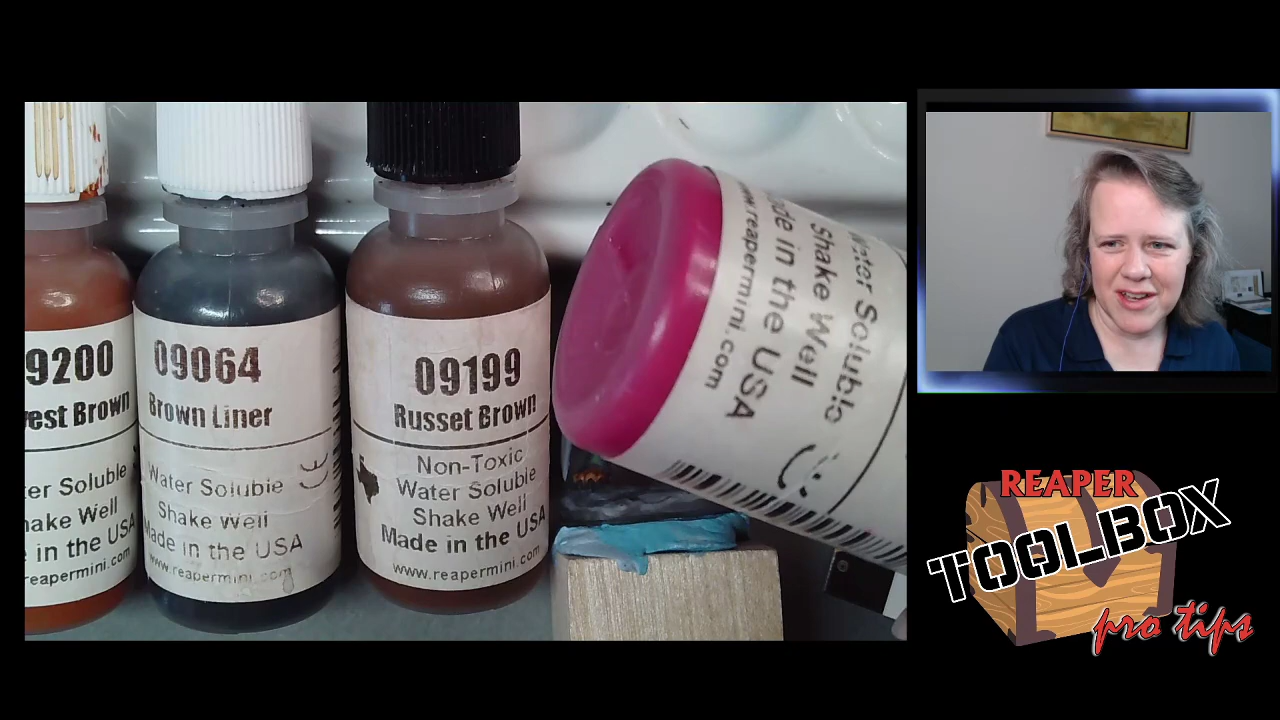 9200
est Brown
ter Soluble
hake Well
in the USA
reapermini.com
09064
Brown Liner
Water Soluble
Shake Well
Made in the USA
www.reapermini.com
09199
Russet Brown
Non-Toxic
Water Soluble
Shake Well
Made in the USA
www.reapermini.com
Water Soluble
Shake Well
de in the USA
www.reapermini.com
REAPER
TOOLBOX
pro tips